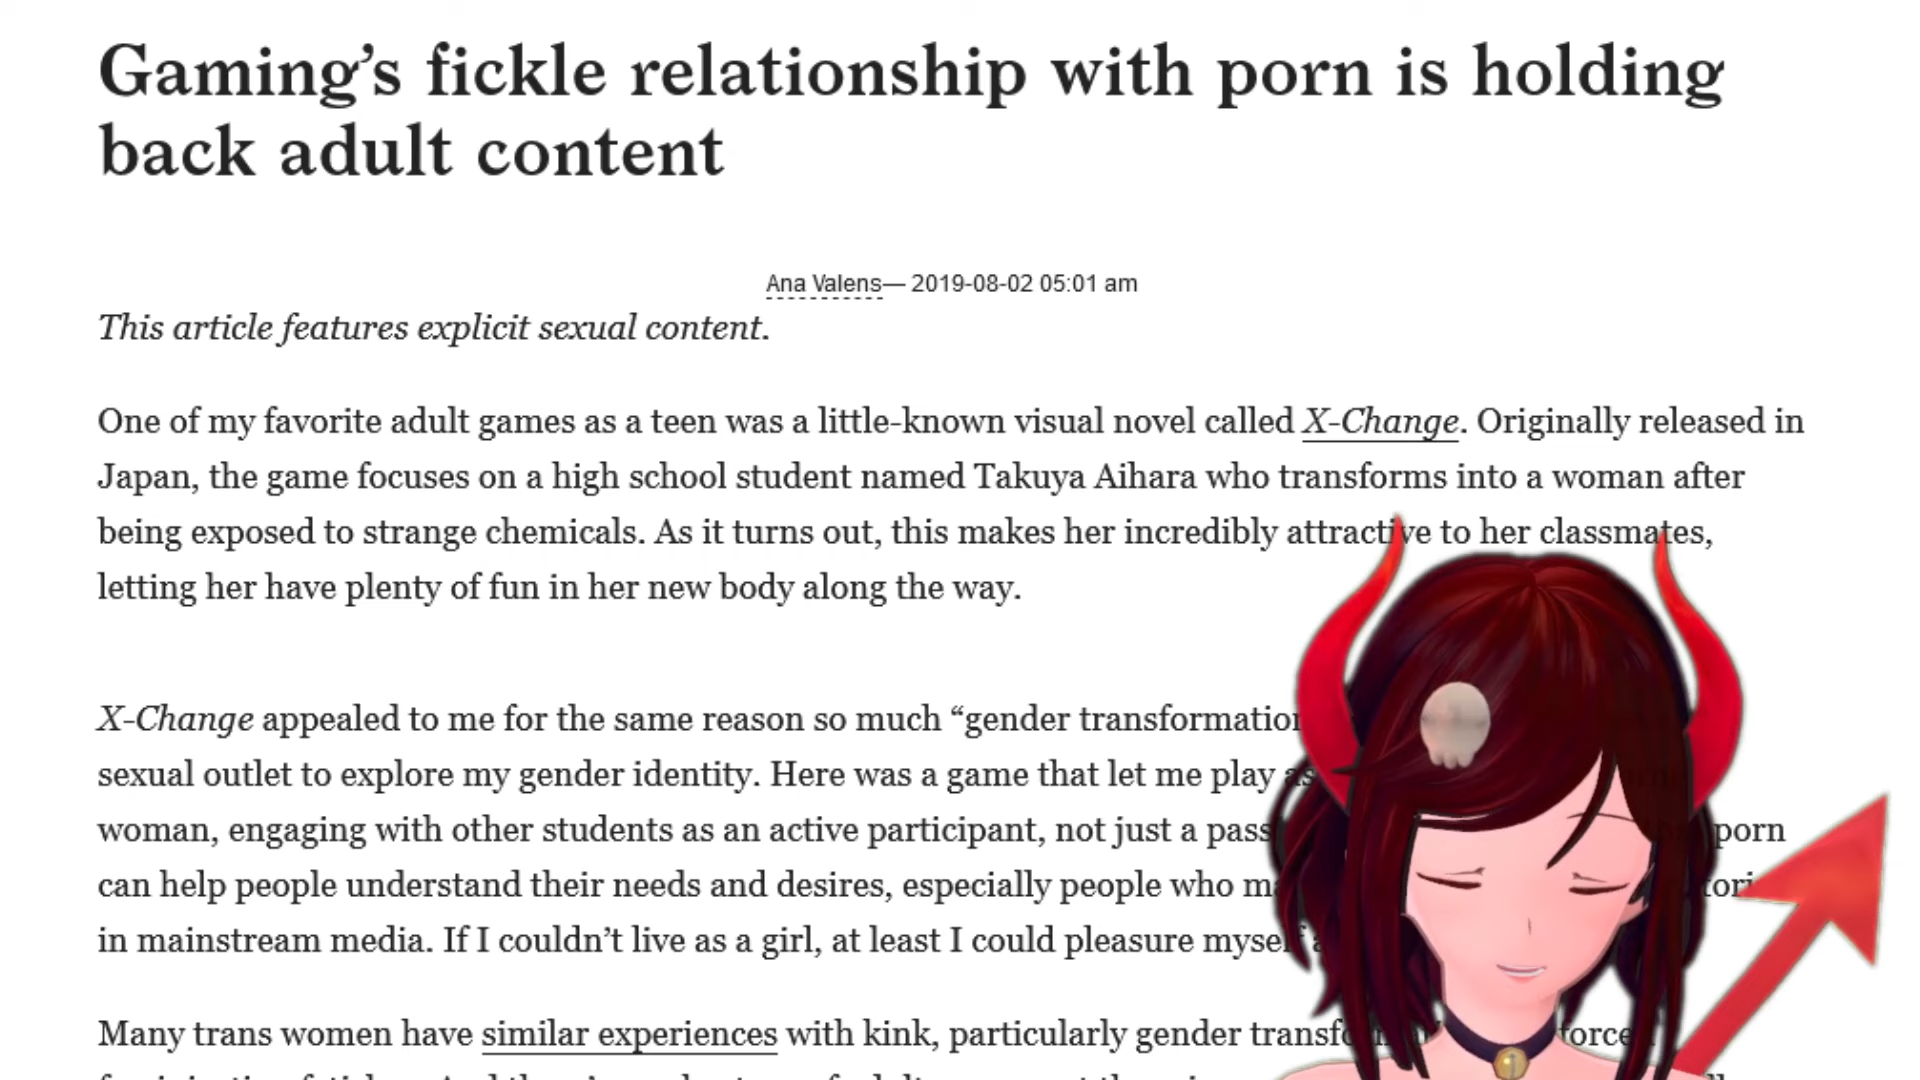 Gaming’s fickle relationship with porn is holding
back adult content
Ana Valens— 2019-08-02 05:01 am
This article features explicit sexual content.
One of my favorite adult games as a teen was a little-known visual novel called X-Change. Originally released in
Japan, the game focuses on a high school student named Takuya Aihara who transforms into a woman after
being exposed to strange chemicals. As it turns out, this makes her incredibly attractive to her classmates,
letting her have plenty of fun in her new body along the way.
X-Change appealed to me for the same reason so much “gender transformation
sexual outlet to explore my gender identity. Here was a game that let me play as
woman, engaging with other students as an active participant, not just a porn
can help people understand their needs and desires, especially people who
in mainstream media. If I couldn’t live as a girl, at least I could pleasure myself
Many trans women have similar experiences with kink, particularly gender